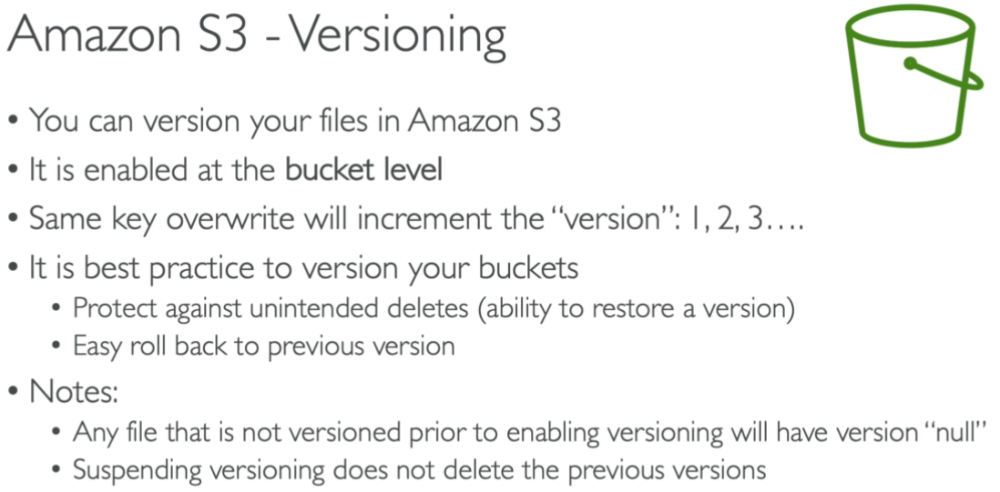 Amazon S3 - Versioning
• You can version your files in Amazon S3
• It is enabled at the bucket level
• Same key overwrite will increment the “version”: 1, 2, 3….
• It is best practice to version your buckets
• Protect against unintended deletes (ability to restore a version)
• Easy roll back to previous version
• Notes:
• Any file that is not versioned prior to enabling versioning will have version “null”
• Suspending versioning does not delete the previous versions